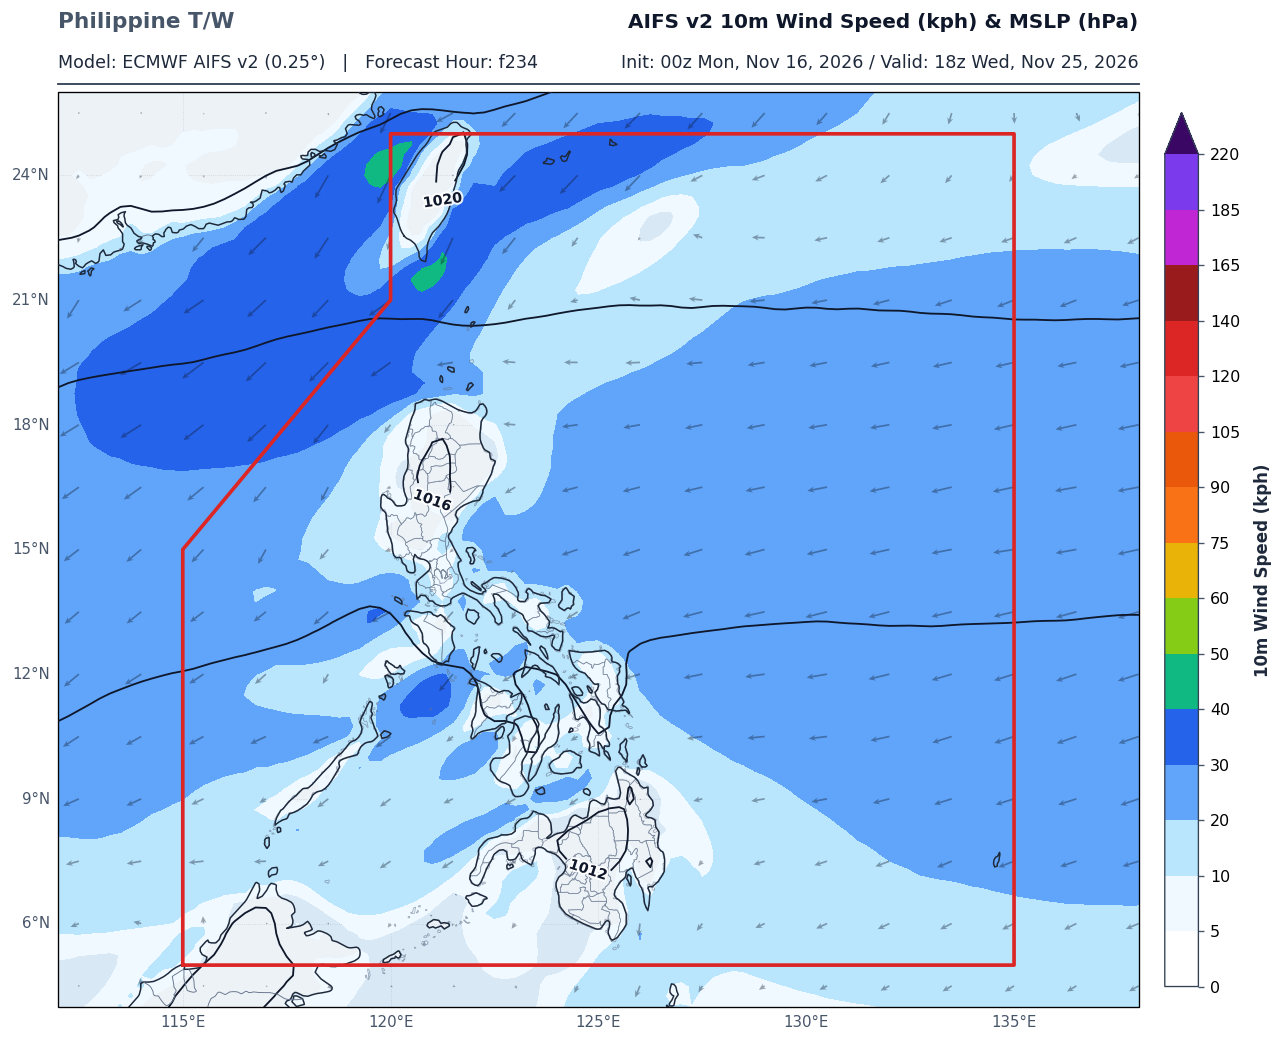 Philippine T/W
AIFS v2 10m Wind Speed (kph) & MSLP (hPa)
Model: ECMWF AIFS v2 (0.25°) | Forecast Hour: f234
Init: 00z Mon, Nov 16, 2026 / Valid: 18z Wed, Nov 25, 2026
24°N
21°N
18°N
15°N
12°N
9°N
6°N
1020
1016
1012
115°E
120°E
125°E
130°E
135°E
220
185
165
140
120
105
90
75
60
50
40
30
20
10
5
0
10m Wind Speed (kph)